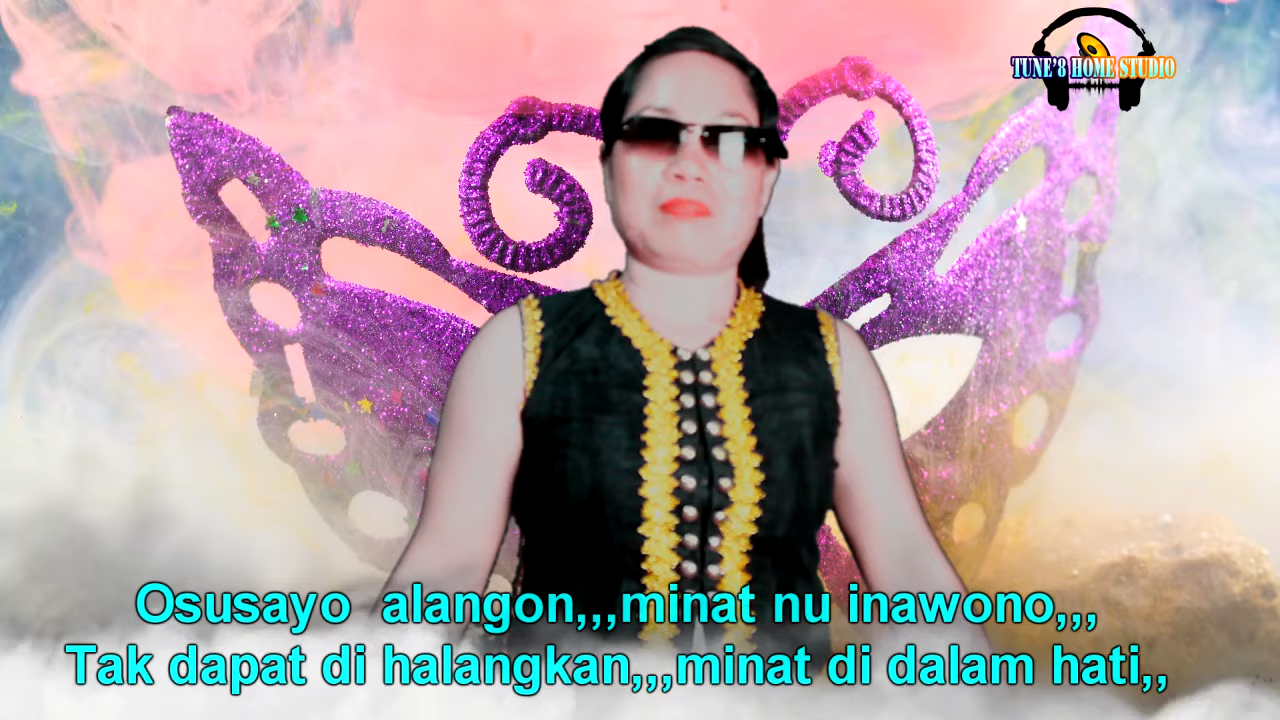 TUNE'8 HOME STUDIO
Osusayo alangon,,,minat nu inawono,,,
Tak dapat di halangkan,,,minat di dalam hati,,